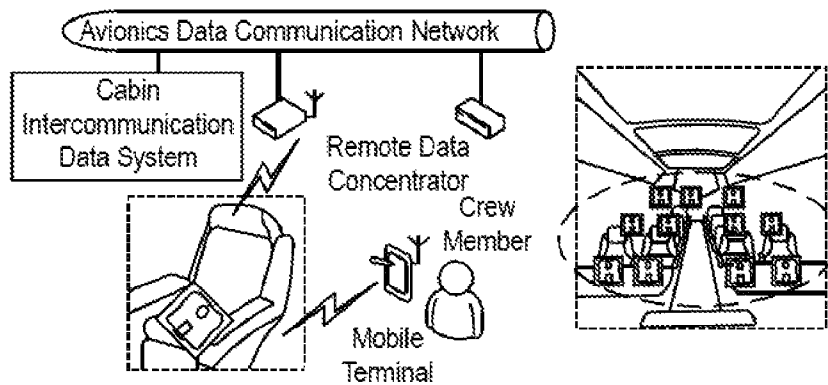 Avionics Data Communication Network
Cabin
Intercommunication
Data System
Remote Data
Concentrator
Crew
Member
Mobile
Terminal